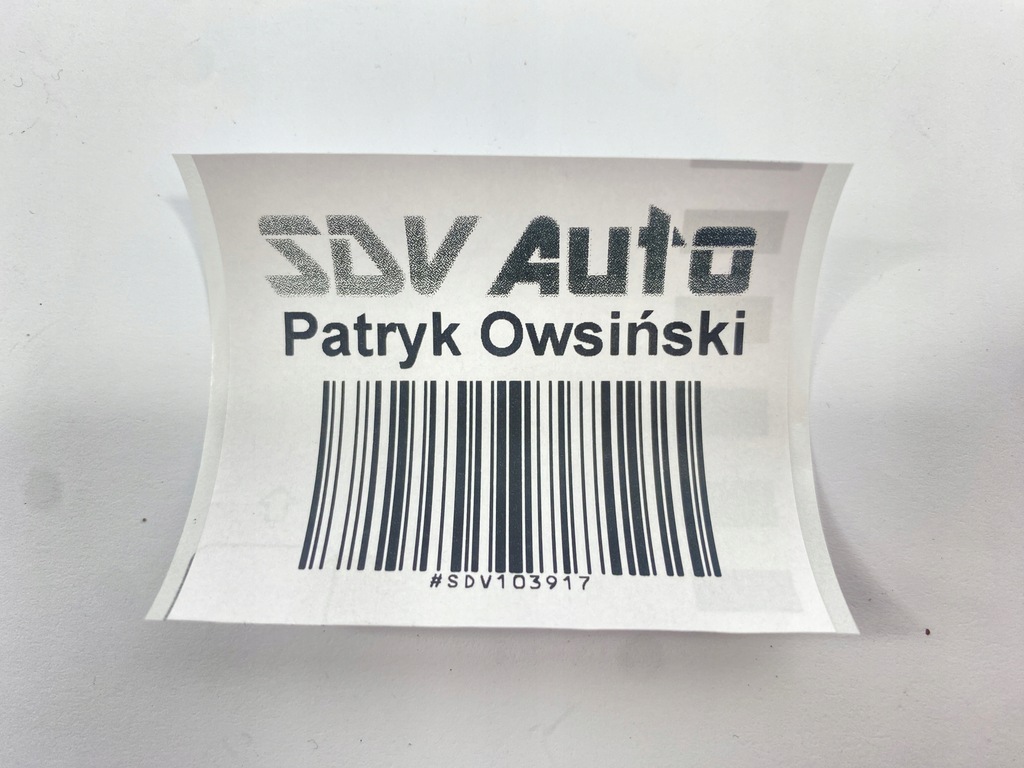 SDV Auto
Patryk Owsiński
#SDV103917